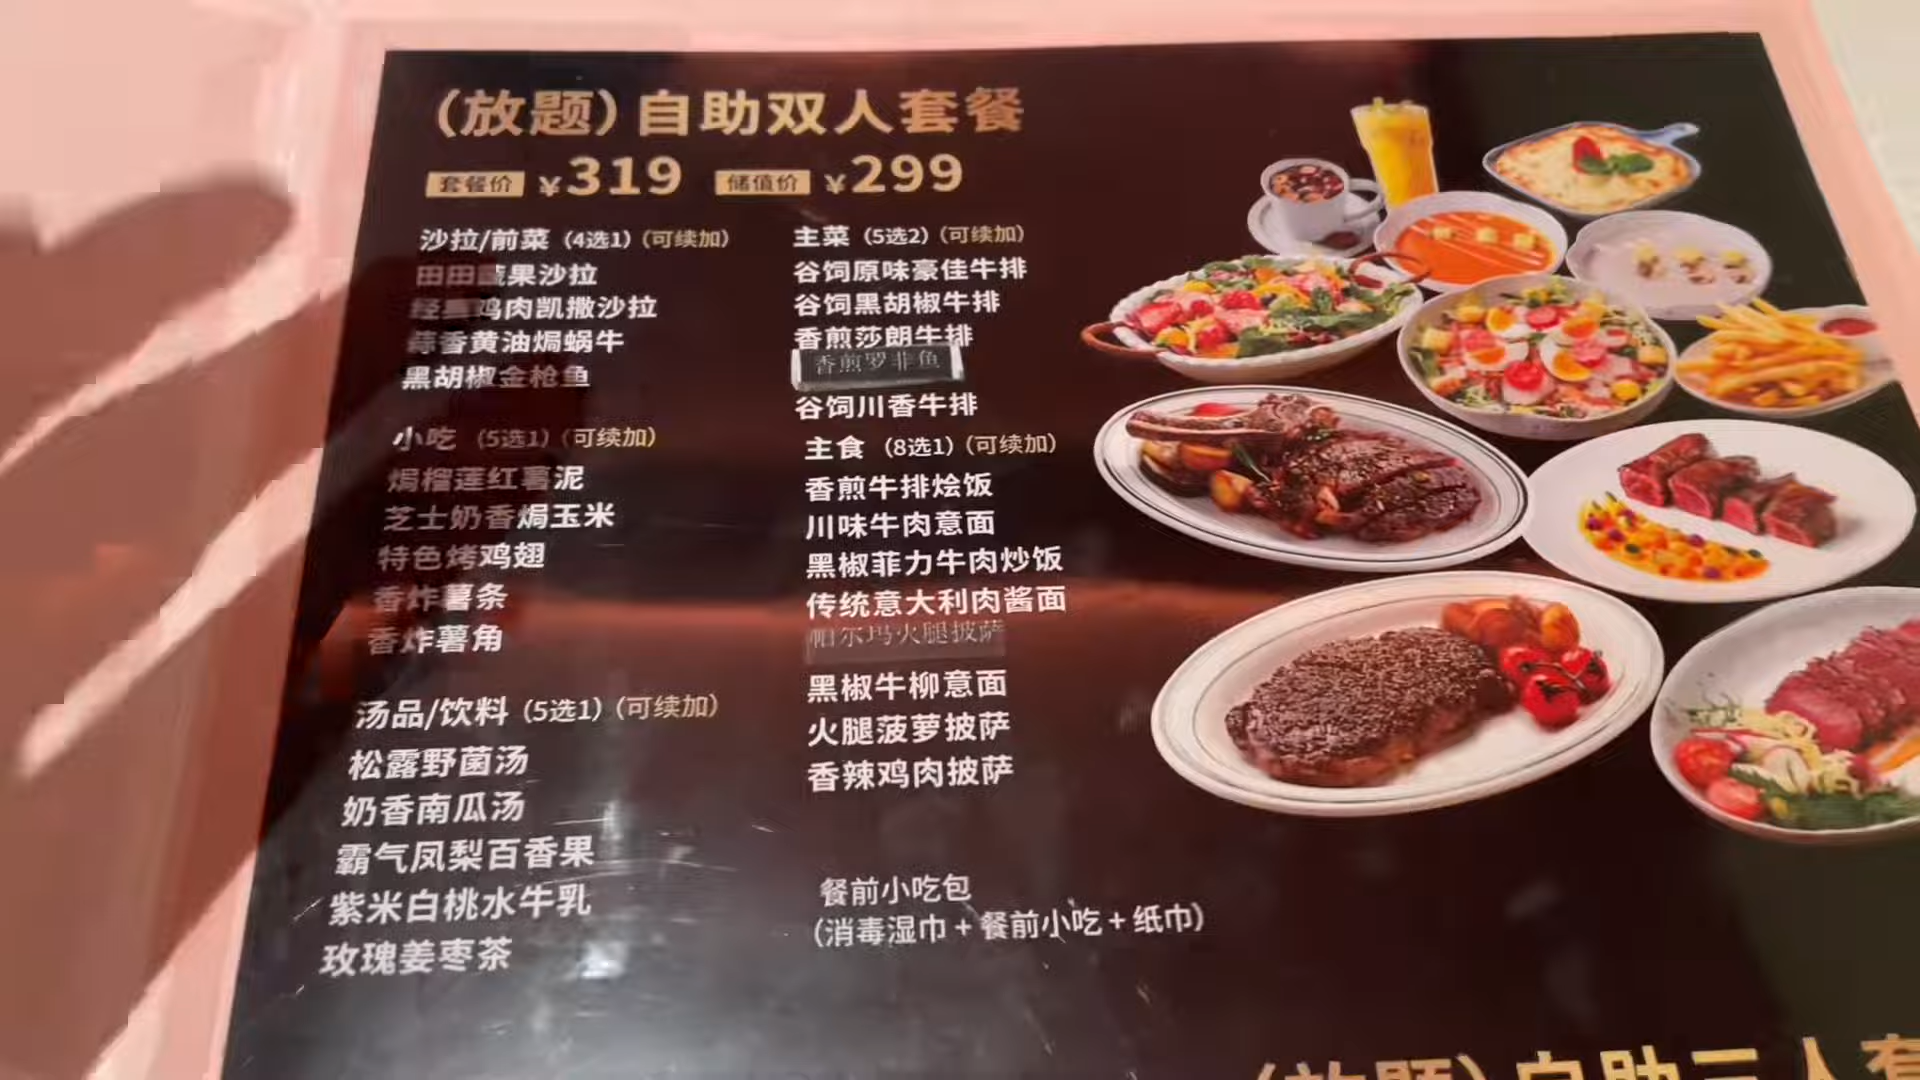 （放题）自助双人套餐
套餐价 ¥319 储值价 ¥299
沙拉/前菜（4选1）（可续加）
田田蔬果沙拉
经典鸡肉凯撒沙拉
蒜香黄油焗蜗牛
黑胡椒金枪鱼
小吃（5选1）（可续加）
焗榴莲红薯泥
芝士奶香焗玉米
特色烤鸡翅
香炸薯条
香炸薯角
汤品/饮料（5选1）（可续加）
松露野菌汤
奶香南瓜汤
霸气凤梨百香果
紫米白桃水牛乳
玫瑰姜枣茶
主菜（5选2）（可续加）
谷饲原味豪佳牛排
谷饲黑胡椒牛排
香煎莎朗牛排
香煎罗非鱼
谷饲川香牛排
主食（8选1）（可续加）
香煎牛排烩饭
川味牛肉意面
黑椒菲力牛肉炒饭
传统意大利肉酱面
帕尔玛火腿披萨
黑椒牛柳意面
火腿菠萝披萨
香辣鸡肉披萨
餐前小吃包
（消毒湿巾+餐前小吃+纸巾）
（放题）自助三人套